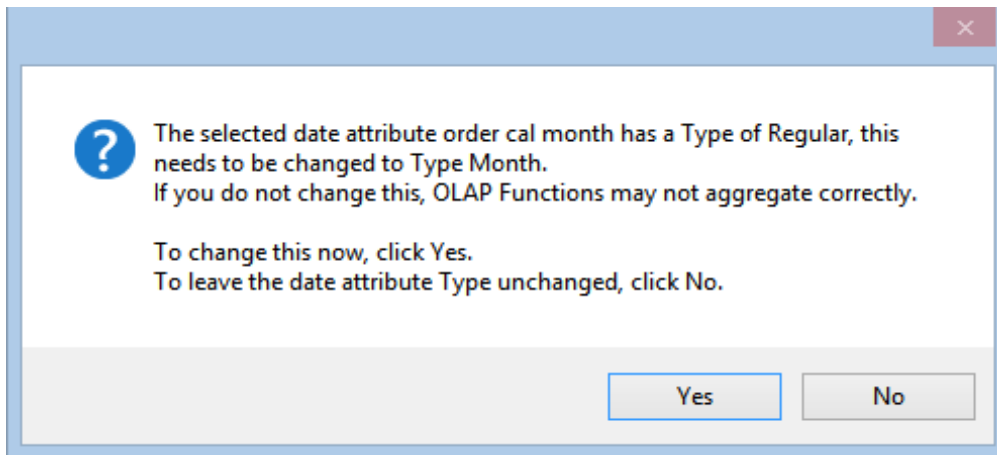 The selected date attribute order cal month has a Type of Regular, this
needs to be changed to Type Month.
If you do not change this, OLAP Functions may not aggregate correctly.
To change this now, click Yes.
To leave the date attribute Type unchanged, click No.
Yes
No